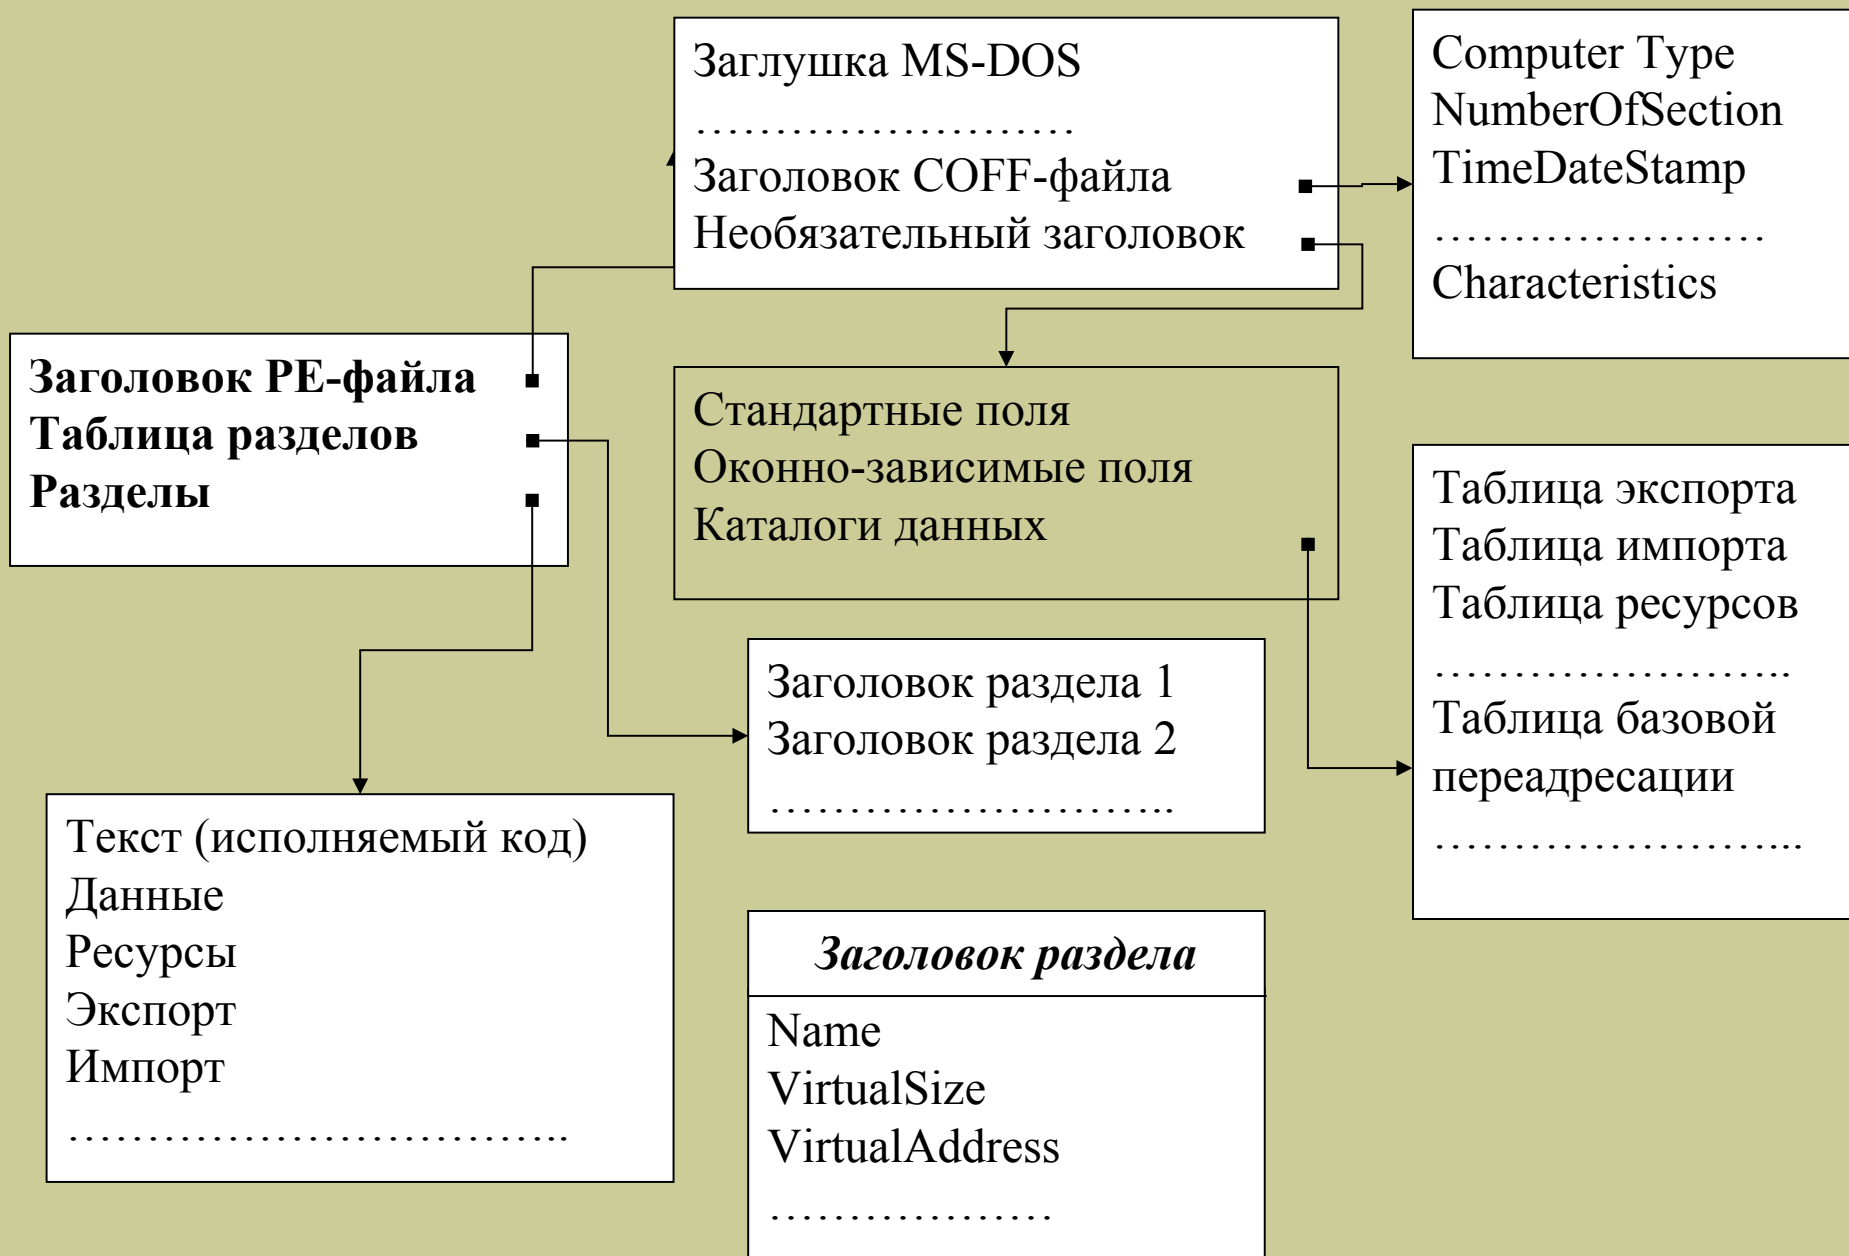 Заглушка MS-DOS
……………………
Заголовок COFF-файла
Необязательный заголовок
Computer Type
NumberOfSection
TimeDateStamp
…………………
Characteristics
Заголовок PE-файла
Таблица разделов
Разделы
Стандартные поля
Оконно-зависимые поля
Каталоги данных
Таблица экспорта
Таблица импорта
Таблица ресурсов
…………………..
Таблица базовой
переадресации
…………………...
Заголовок раздела 1
Заголовок раздела 2
……………………..
Текст (исполняемый код)
Данные
Ресурсы
Экспорт
Импорт
……………………………..
Заголовок раздела
Name
VirtualSize
VirtualAddress
………………